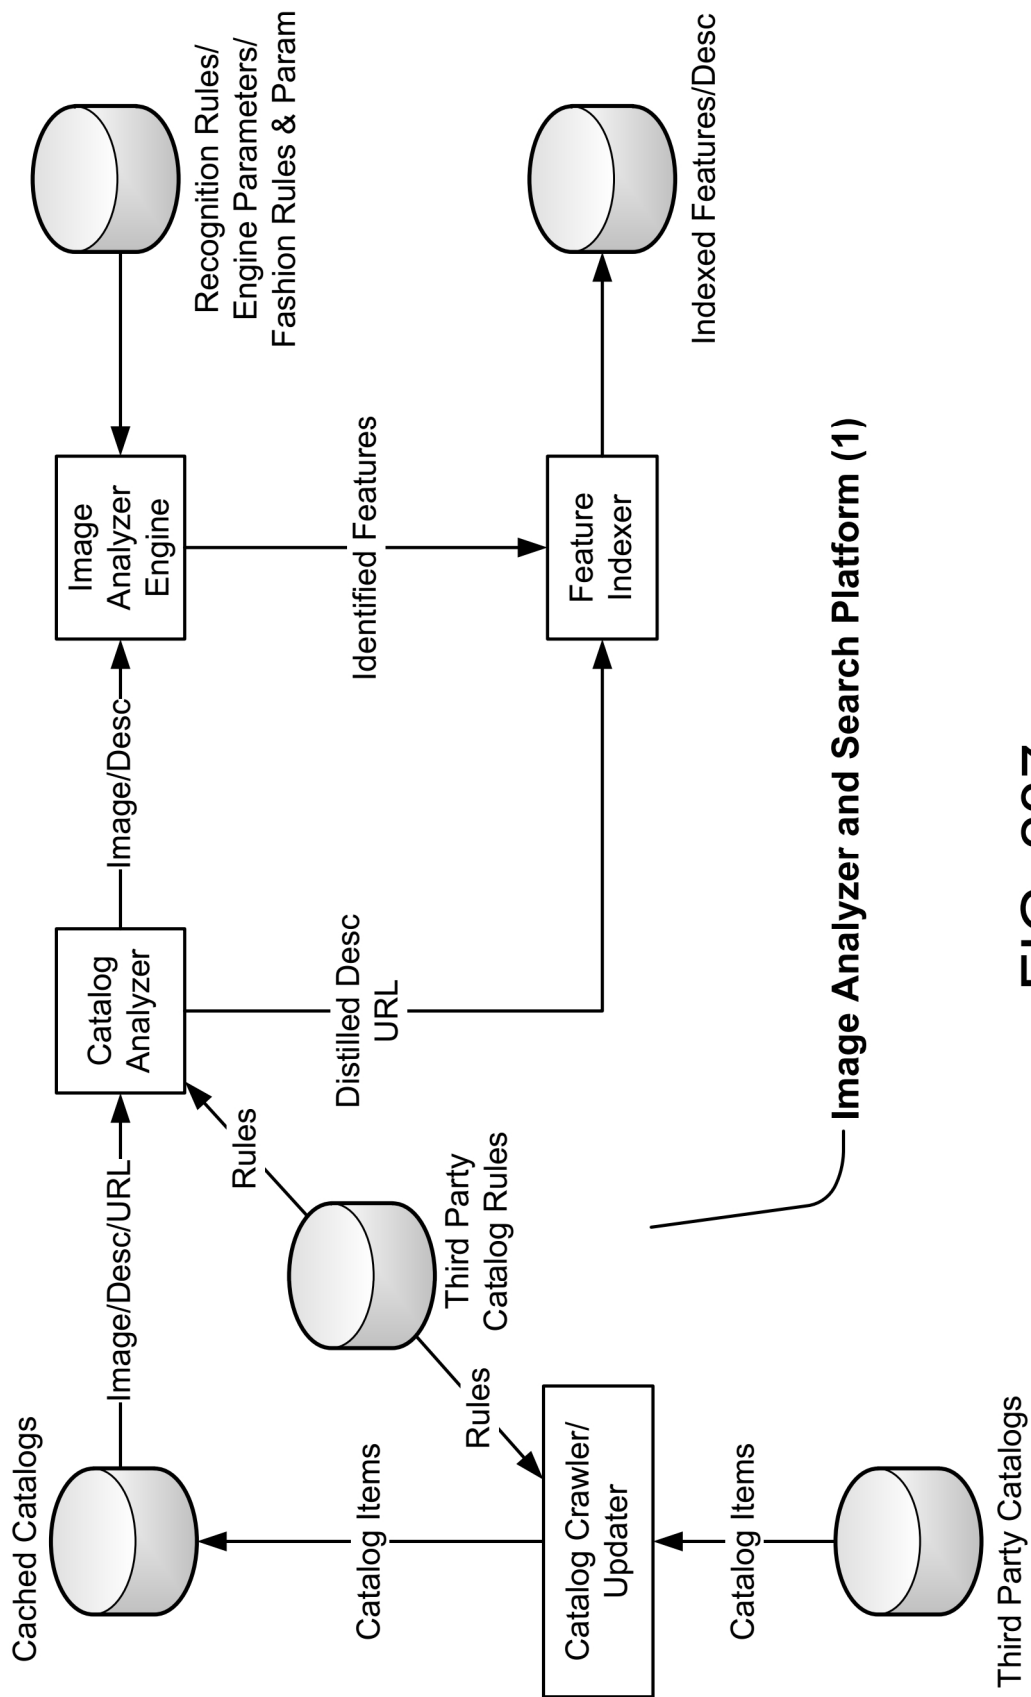 Cached Catalogs
Image/Desc/URL
Catalog
Analyzer
Image/Desc
Image
Analyzer
Engine
Recognition Rules/
Engine Parameters/
Fashion Rules & Param
Rules
Catalog Items
Third Party
Catalog Rules
Distilled Desc
URL
Identified Features
Rules
Catalog Crawler/
Updater
Feature
Indexer
Indexed Features/Desc
Catalog Items
Third Party Catalogs
Image Analyzer and Search Platform (1)
FIG.